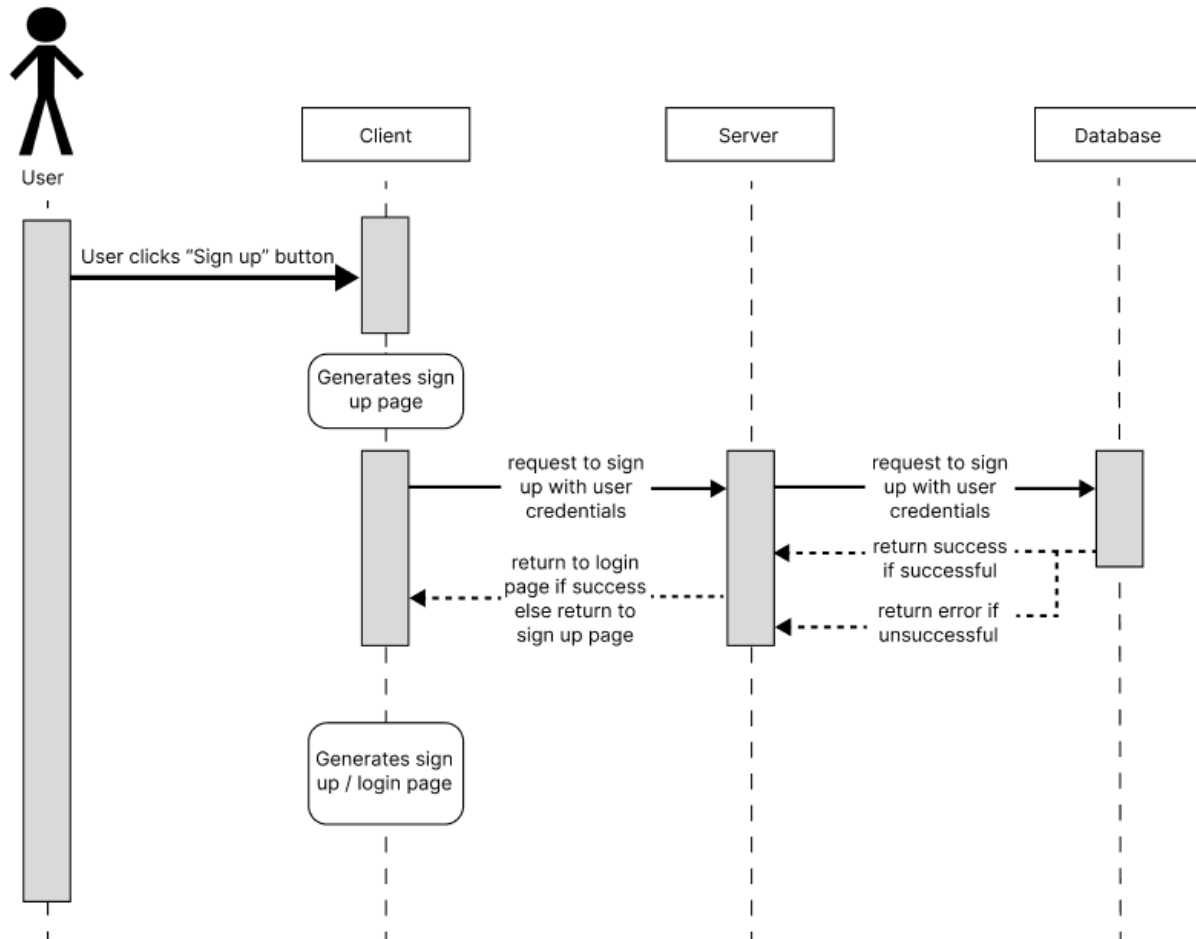 User
Client
Server
Database
User clicks “Sign up” button
Generates sign
up page
request to sign
up with user
credentials
request to sign
up with user
credentials
return success
if successful
return to login
page if success
else return to
sign up page
return error if
unsuccessful
Generates sign
up / login page